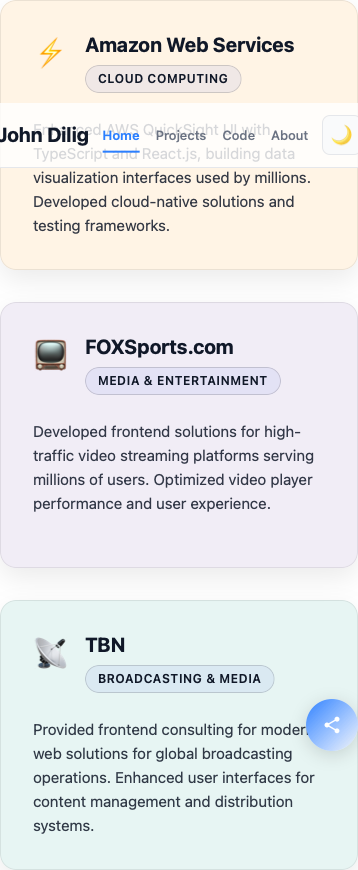 Amazon Web Services
CLOUD COMPUTING
Enhanced AWS QuickSight UI with
John Dilig Home Projects Code About
TypeScript and React.js, building data
visualization interfaces used by millions.
Developed cloud-native solutions and
testing frameworks.
FOXSports.com
MEDIA & ENTERTAINMENT
Developed frontend solutions for high-
traffic video streaming platforms serving
millions of users. Optimized video player
performance and user experience.
TBN
BROADCASTING & MEDIA
Provided frontend consulting for modern
web solutions for global broadcasting
operations. Enhanced user interfaces for
content management and distribution
systems.